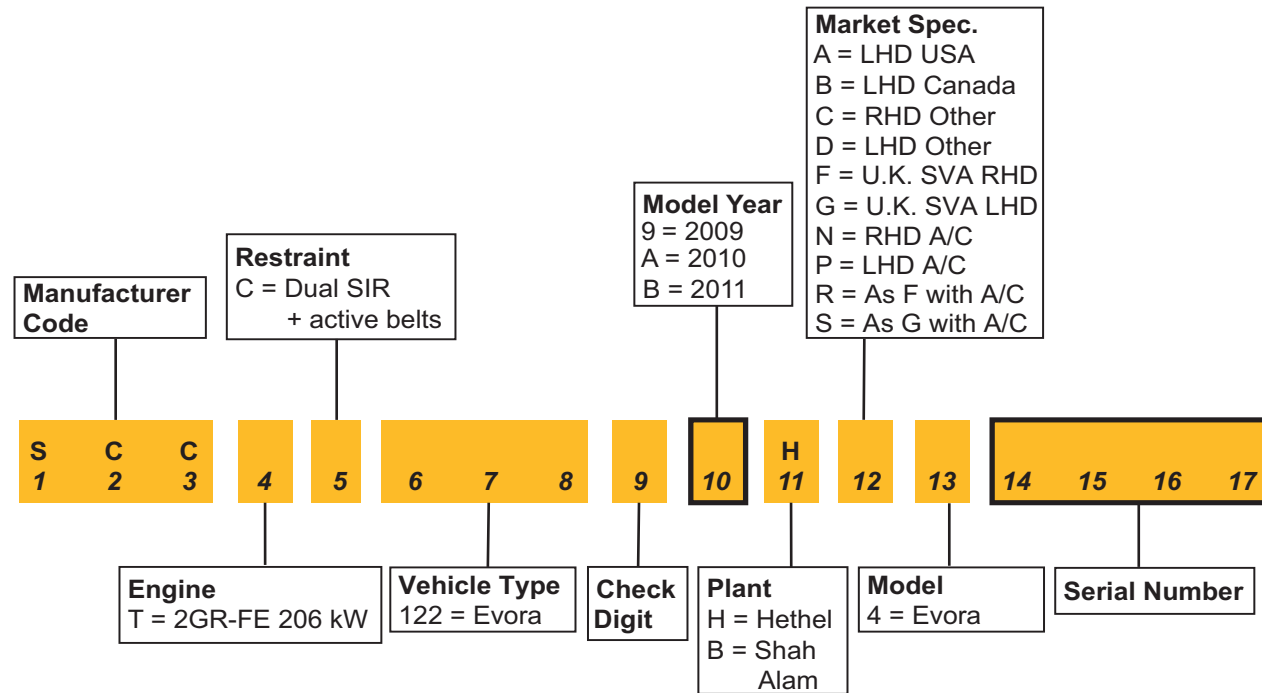 Market Spec.
A = LHD USA
B = LHD Canada
C = RHD Other
D = LHD Other
F = U.K. SVA RHD
G = U.K. SVA LHD
N = RHD A/C
P = LHD A/C
R = As F with A/C
S = As G with A/C
Model Year
9 = 2009
A = 2010
B = 2011
Restraint
C = Dual SIR
+ active belts
Manufacturer
Code
S C C H
1 2 3 4 5 6 7 8 9 10 11 12 13 14 15 16 17
Engine
T = 2GR-FE 206 kW
Vehicle Type
122 = Evora
Check
Digit
Plant
H = Hethel
B = Shah
Alam
Model
4 = Evora
Serial Number